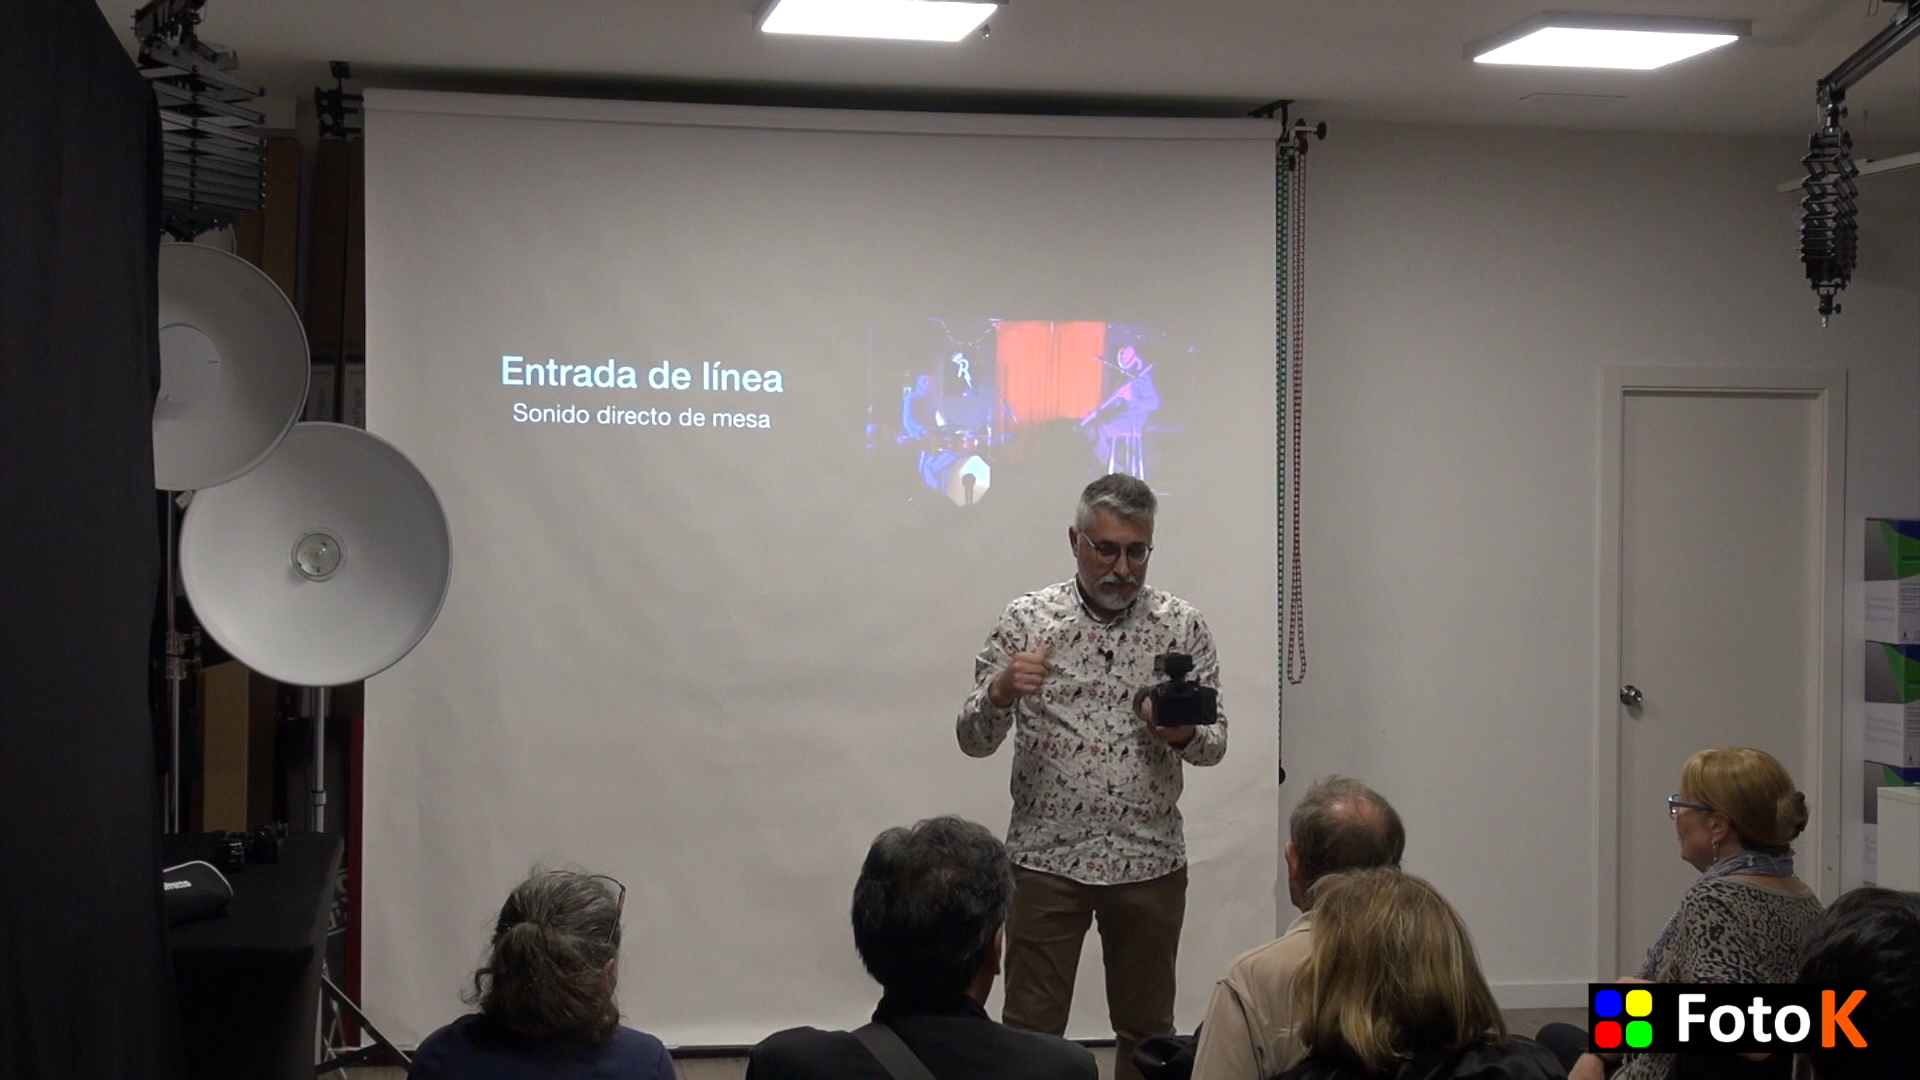 Entrada de línea
Sonido directo de mesa
FotoK